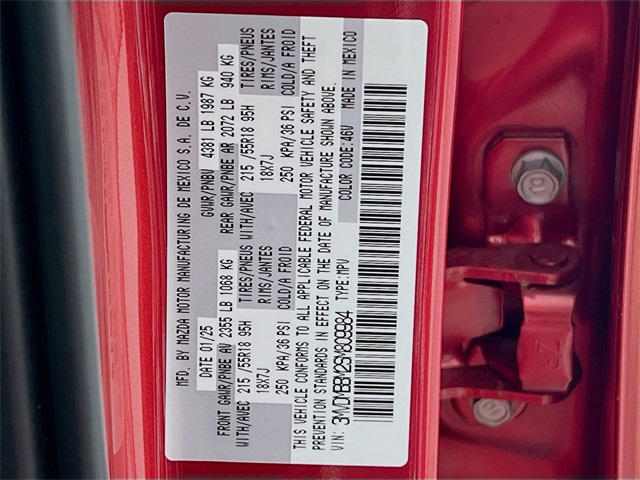 MFD. BY MAZDA MOTOR MANUFACTURING DE MEXICO S.A. DE C.V.
DATE 01/25 GVWR/PNBV 4381 LB 1987 KG
FRONT GAWR/PNBE AV 2355 LB 1068 KG REAR GAWR/PNBE AR 2072 LB 940 KG
WITH/AVEC 215 /55R18 95H TIRES/PNEUS WITH/AVEC 215 /55R18 95H TIRES/PNEUS
18X7J RIMS/JANTES 18X7J RIMS/JANTES
250 KPA/36 PSI COLD/A FROID 250 KPA/36 PSI COLD/A FROID
THIS VEHICLE CONFORMS TO ALL APPLICABLE FEDERAL MOTOR VEHICLE SAFETY AND THEFT
PREVENTION STANDARDS IN EFFECT ON THE DATE OF MANUFACTURE SHOWN ABOVE.
VIN: 3MVDMBBM2SM809984 TYPE:MPV COLOR CODE:46V MADE IN MEXICO